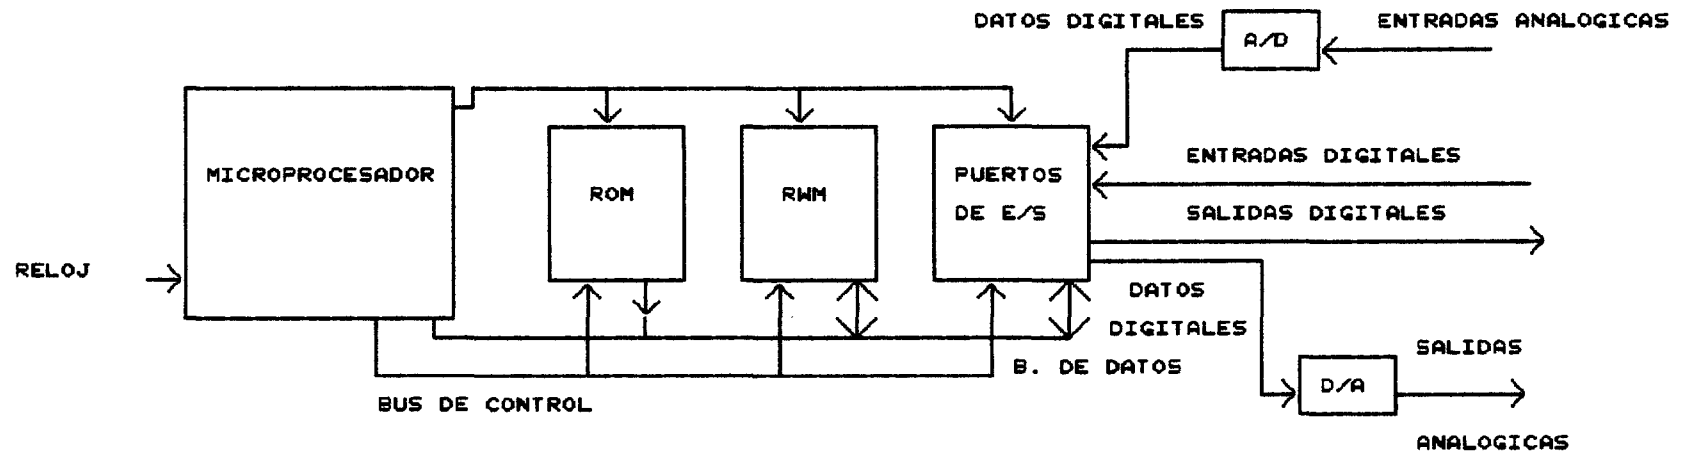 DATOS DIGITALES
A/D
ENTRADAS ANALOGICAS
MICROPROCESADOR
ROM
RWM
PUERTOS
DE E/S
ENTRADAS DIGITALES
SALIDAS DIGITALES
RELOJ
DATOS
DIGITALES
B. DE DATOS
BUS DE CONTROL
D/A
SALIDAS
ANALOGICAS